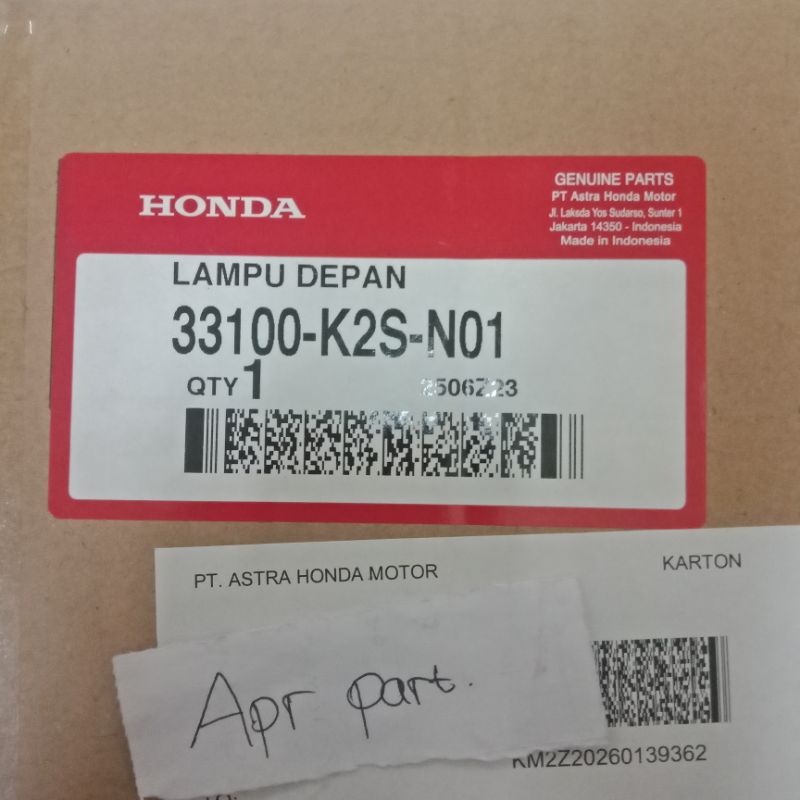 HONDA
GENUINE PARTS
PT Astra Honda Motor
Jl. Laksda Yos Sudarso, Sunter 1
Jakarta 14350 - Indonesia
Made in Indonesia
LAMPU DEPAN
33100-K2S-N01
QTY 1
PT. ASTRA HONDA MOTOR
KARTON
Apr part.
KM2Z20260139362